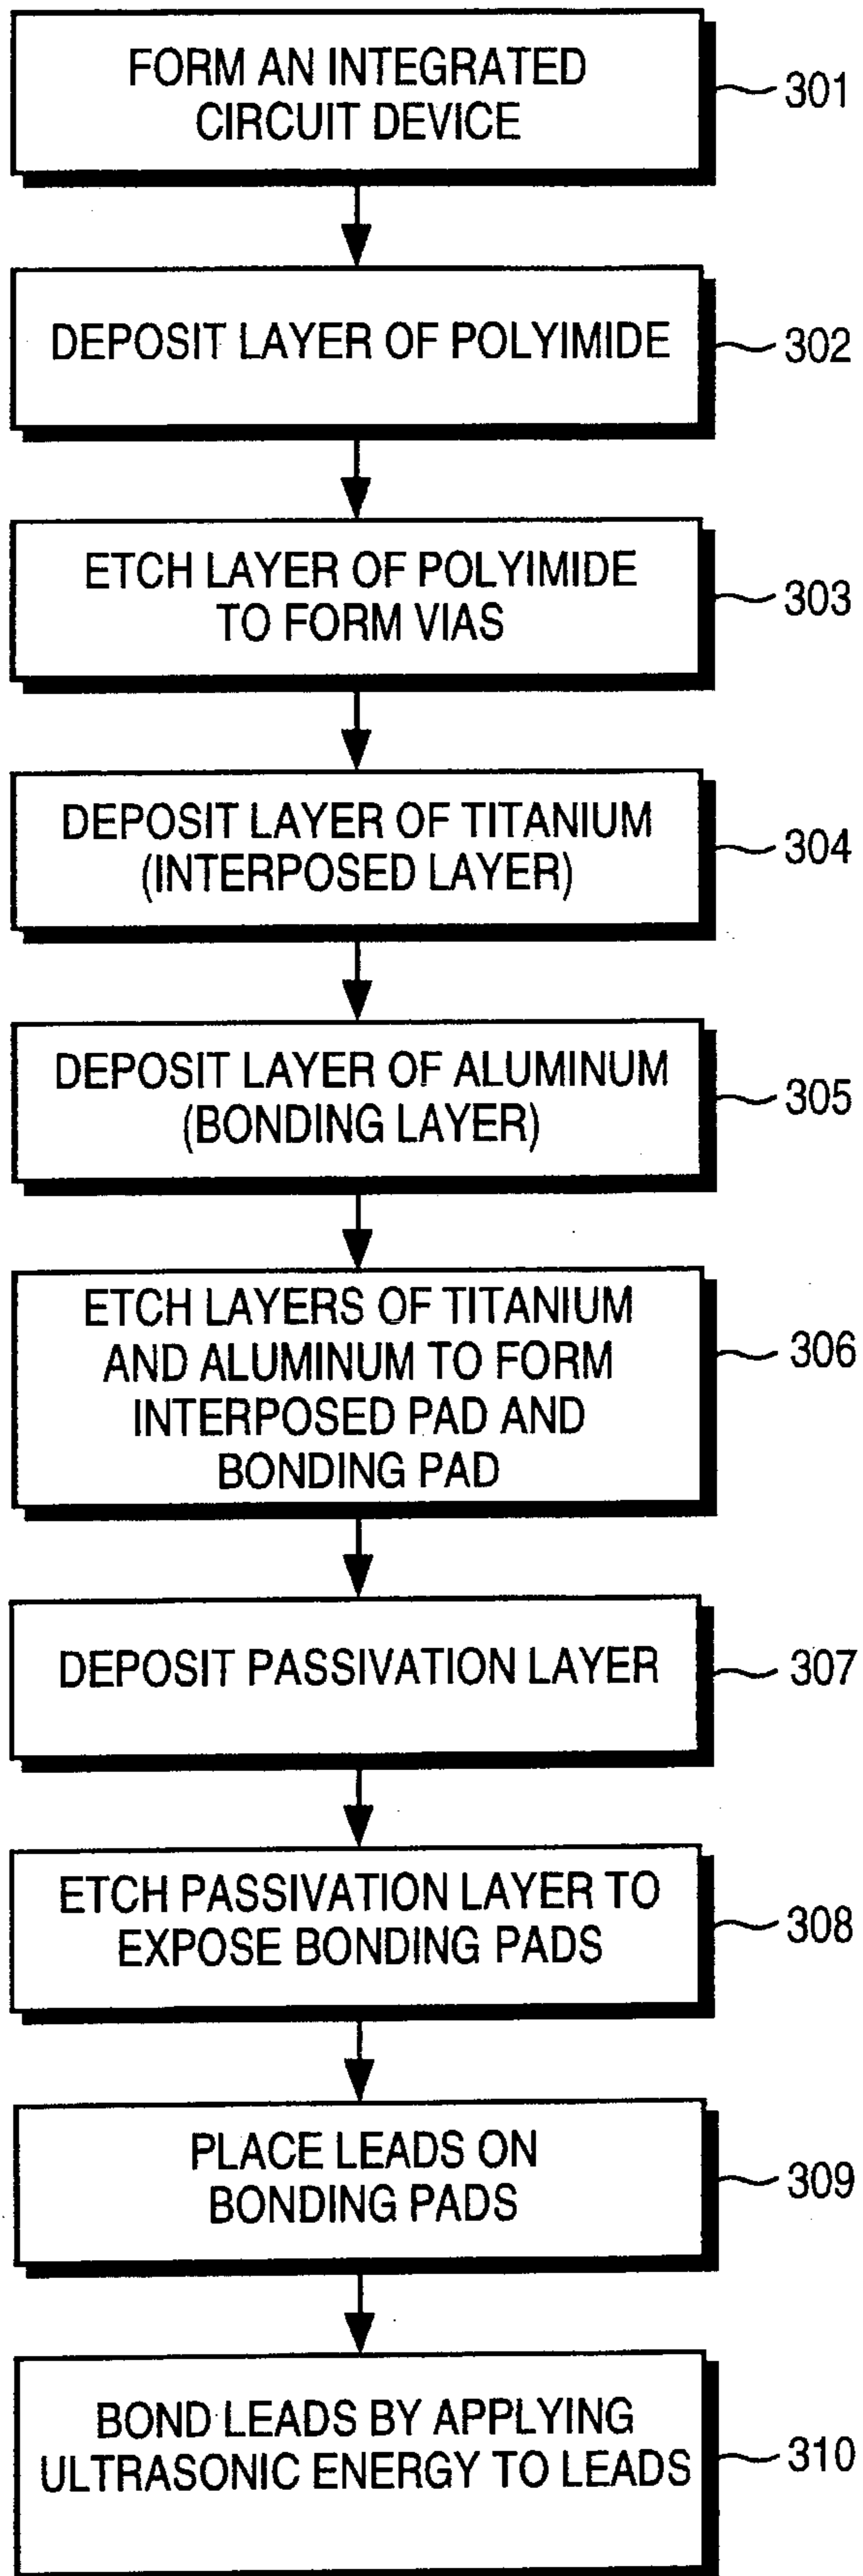 FORM AN INTEGRATED
CIRCUIT DEVICE
301
DEPOSIT LAYER OF POLYIMIDE
302
ETCH LAYER OF POLYIMIDE
TO FORM VIAS
303
DEPOSIT LAYER OF TITANIUM
(INTERPOSED LAYER)
304
DEPOSIT LAYER OF ALUMINUM
(BONDING LAYER)
305
ETCH LAYERS OF TITANIUM
AND ALUMINUM TO FORM
INTERPOSED PAD AND
BONDING PAD
306
DEPOSIT PASSIVATION LAYER
307
ETCH PASSIVATION LAYER TO
EXPOSE BONDING PADS
308
PLACE LEADS ON
BONDING PADS
309
BOND LEADS BY APPLYING
ULTRASONIC ENERGY TO LEADS
310